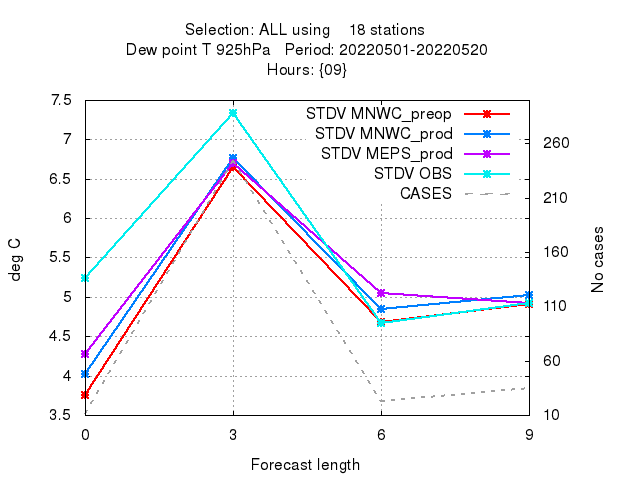 Selection: ALL using    18 stations
Dew point T 925hPa   Period: 20220501-20220520
Hours: {09}
7.5
7
6.5
6
5.5
5
4.5
4
3.5
deg C
STDV MNWC_preop
STDV MNWC_prod
STDV MEPS_prod
STDV OBS
CASES
260
210
160
110
60
10
No cases
0 3 6 9
Forecast length